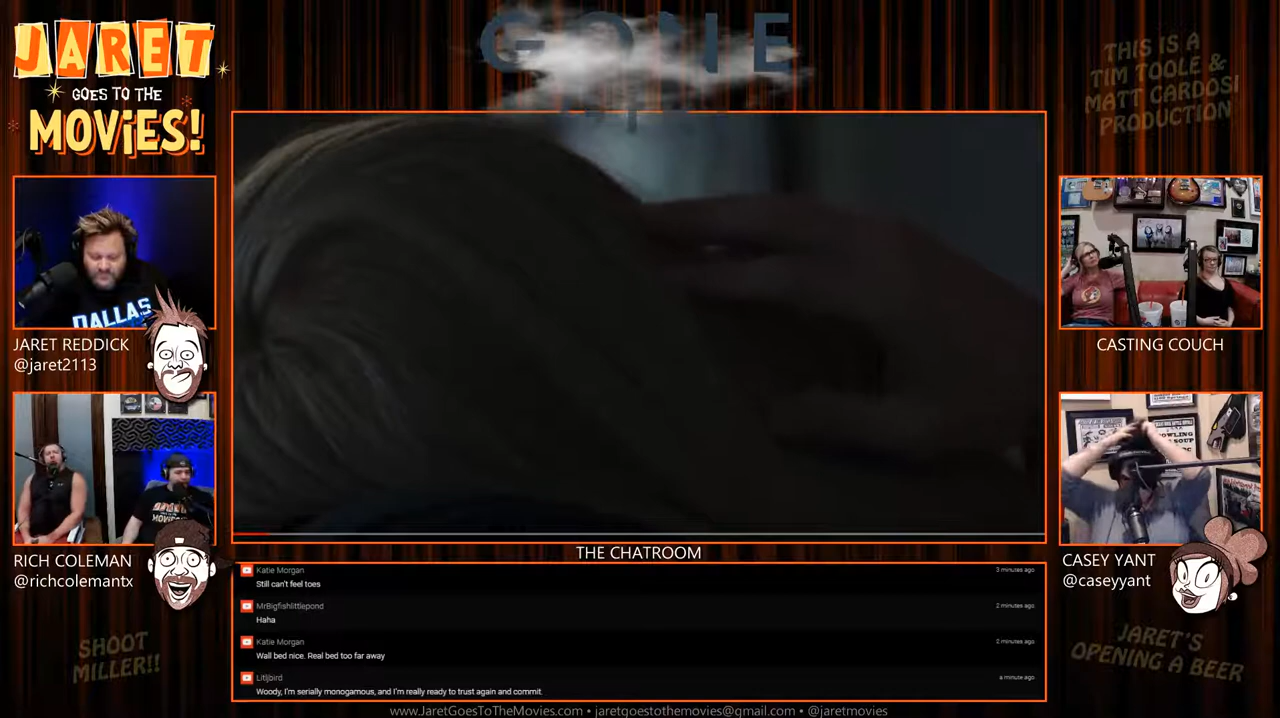 JARET
GOES TO THE
MOVIES!
GONE
THIS IS A
TIM TOOLE &
MATT CARDOSI
PRODUCTION
DALLAS
JARET REDDICK
@jaret2113
CASTING COUCH
RICH COLEMAN
@richcolemantx
CASEY YANT
@caseyyant
THE CHATROOM
Katie Morgan
3 minutes ago
Still can't feel toes
MrBigfishlittlepond
2 minutes ago
Haha
Katie Morgan
2 minutes ago
Wall bed nice. Real bed too far away
Litljbird
a minute ago
Woody, I'm serially monogamous, and I'm really ready to trust again and commit.
SHOOT
MILLER!!
JARET'S
OPENING A BEER
www.JaretGoesToTheMovies.com • jaretgoestothemovies@gmail.com • @jaretmovies